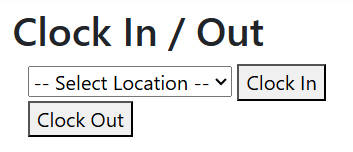 Clock In / Out
-- Select Location -- Clock In
Clock Out